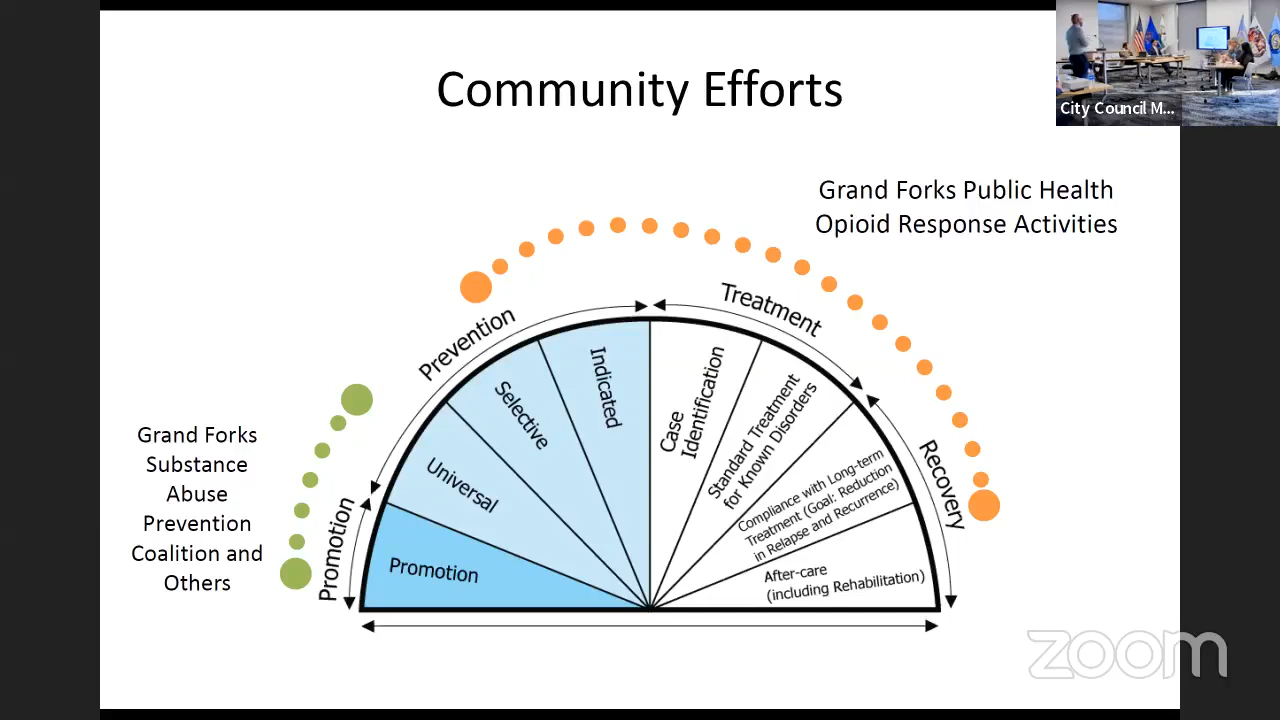 Community Efforts
City Council M...
Grand Forks Public Health
Opioid Response Activities
Grand Forks
Substance
Abuse
Prevention
Coalition and
Others
Promotion
Prevention
Treatment
Recovery
Promotion
Universal
Selective
Indicated
Case
Identification
Standard Treatment
for Known Disorders
Compliance with Long-term
Treatment (Goal: Reduction
in Relapse and Recurrence)
After-care
(including Rehabilitation)
zoom